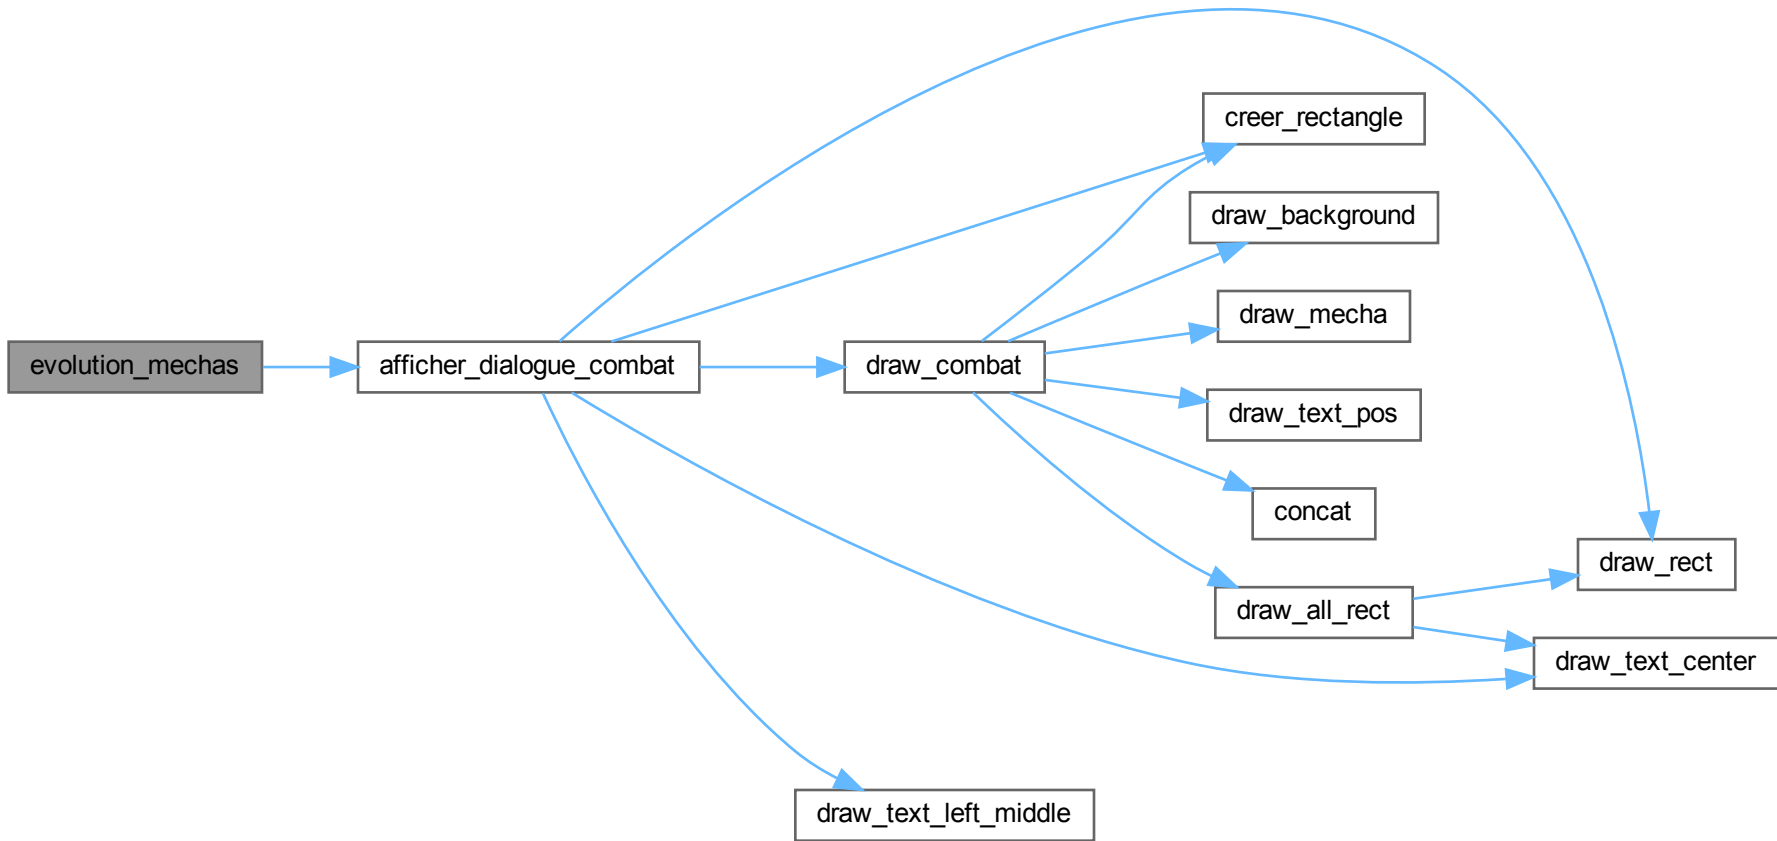 creer_rectangle
draw_background
draw_mecha
evolution_mechas
afficher_dialogue_combat
draw_combat
draw_text_pos
concat
draw_rect
draw_all_rect
draw_text_center
draw_text_left_middle